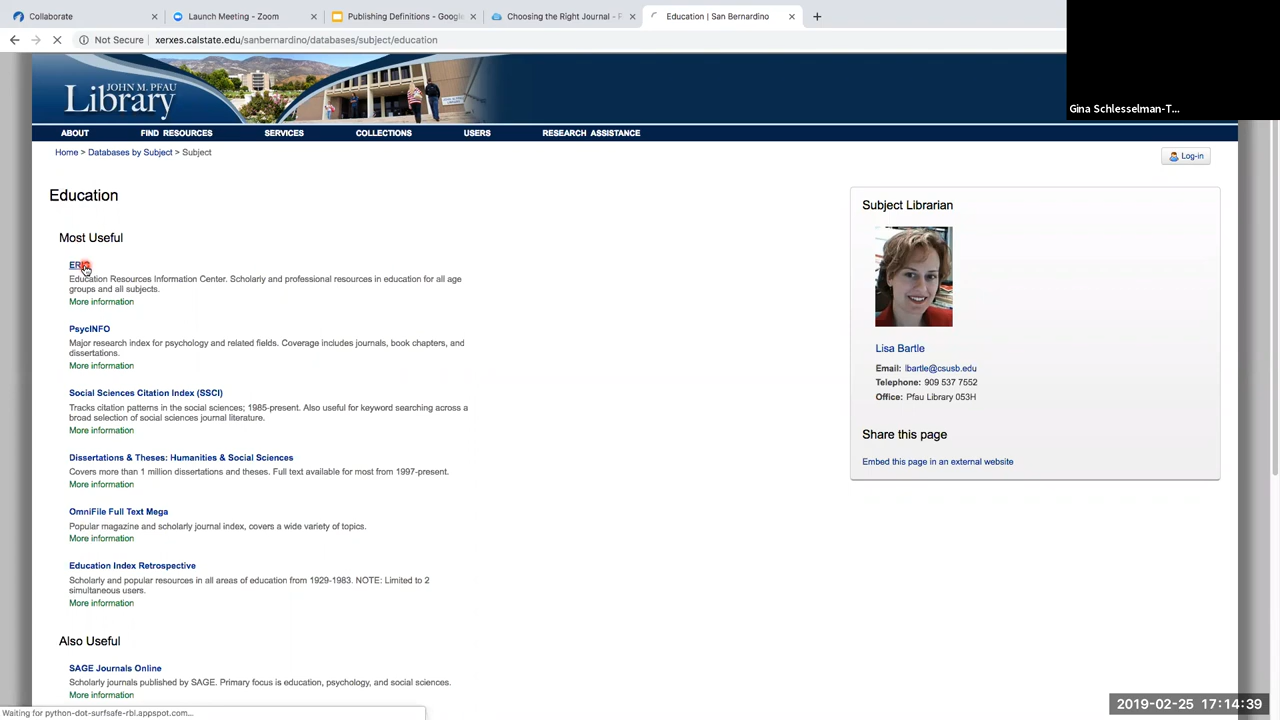 Collaborate
Launch Meeting - Zoom
Publishing Definitions - Google
Choosing the Right Journal - P
Education | San Bernardino
Not Secure
xerxes.calstate.edu/sanbernardino/databases/subject/education
Gina Schlesselman-T...
JOHN M. PFAU
Library
ABOUT FIND RESOURCES SERVICES COLLECTIONS USERS RESEARCH ASSISTANCE
Home > Databases by Subject > Subject
Log-in
Education
Most Useful
Education Resources Information Center. Scholarly and professional resources in education for all age
groups and all subjects.
More information
PsycINFO
Major research index for psychology and related fields. Coverage includes journals, book chapters, and
dissertations.
More information
Social Sciences Citation Index (SSCI)
Tracks citation patterns in the social sciences; 1985-present. Also useful for keyword searching across a
broad selection of social sciences journal literature.
More information
Dissertations & Theses: Humanities & Social Sciences
Covers more than 1 million dissertations and theses. Full text available for most from 1997-present.
More information
OmniFile Full Text Mega
Popular magazine and scholarly journal index, covers a wide variety of topics.
More information
Education Index Retrospective
Scholarly and popular resources in all areas of education from 1929-1983. NOTE: Limited to 2
simultaneous users.
More information
Also Useful
SAGE Journals Online
Scholarly journals published by SAGE. Primary focus is education, psychology, and social sciences.
More information
Subject Librarian
Lisa Bartle
Email: lbartle@csusb.edu
Telephone: 909 537 7552
Office: Pfau Library 053H
Share this page
Embed this page in an external website
Waiting for python-dot-surfsafe-rbl.appspot.com...
2019-02-25 17:14:39